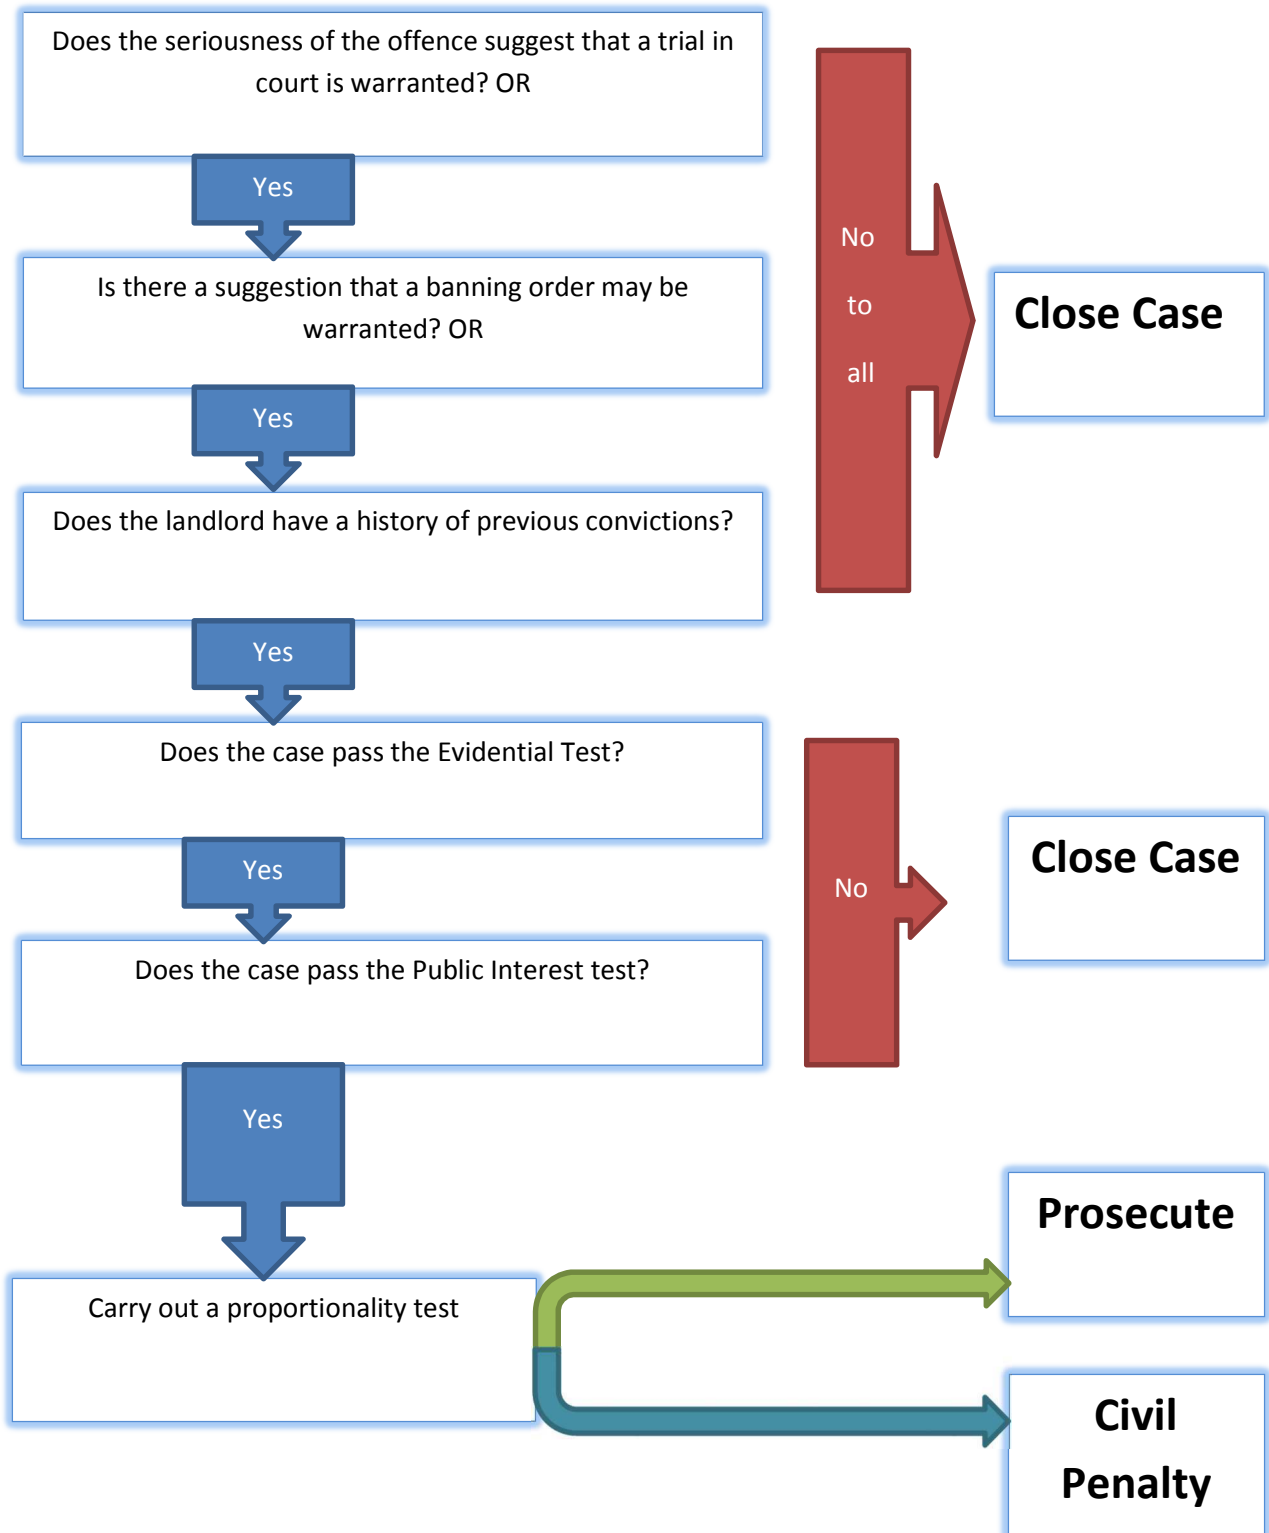 Does the seriousness of the offence suggest that a trial in
court is warranted? OR
Yes
Is there a suggestion that a banning order may be
warranted? OR
Yes
Does the landlord have a history of previous convictions?
No
to
all
Close Case
Yes
Does the case pass the Evidential Test?
Yes
Does the case pass the Public Interest test?
No
Close Case
Yes
Carry out a proportionality test
Prosecute
Civil
Penalty